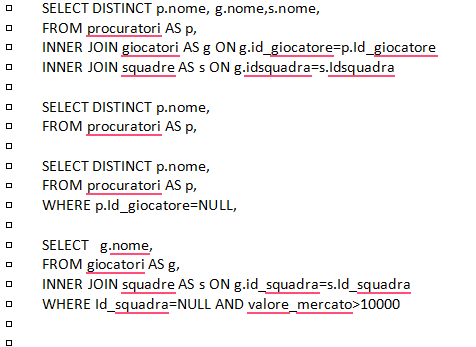 SELECT DISTINCT p.nome, g.nome,s.nome,
FROM procuratori AS p,
INNER JOIN giocatori AS g ON g.id_giocatore=p.Id_giocatore
INNER JOIN squadre AS s ON g.idsquadra=s.Idsquadra
SELECT DISTINCT p.nome,
FROM procuratori AS p,
SELECT DISTINCT p.nome,
FROM procuratori AS p,
WHERE p.Id_giocatore=NULL,
SELECT g.nome,
FROM giocatori AS g,
INNER JOIN squadre AS s ON g.id_squadra=s.Id_squadra
WHERE Id_squadra=NULL AND valore_mercato>10000